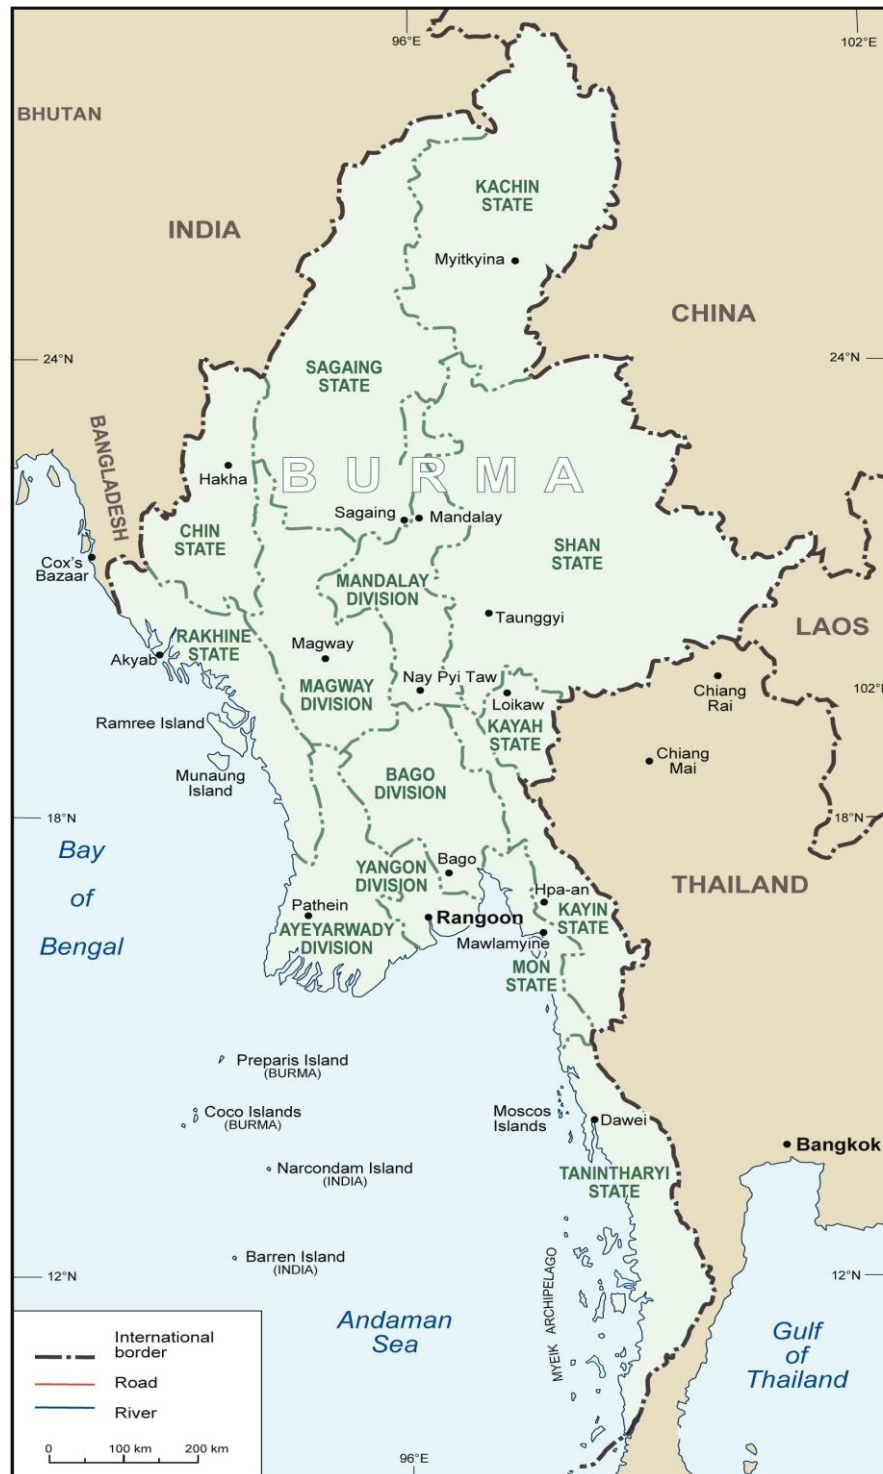 96°E
102°E
BHUTAN
KACHIN
STATE
INDIA
Myitkyina
CHINA
24°N
24°N
SAGAING
STATE
BANGLADESH
BURMA
Hakha
Sagaing
Mandalay
CHIN
STATE
SHAN
STATE
Cox's
Bazaar
MANDALAY
DIVISION
Taunggyi
LAOS
RAKHINE
STATE
Magway
Akyab
MAGWAY
DIVISION
Nay Pyi Taw
Loikaw
Chiang
Rai
102°E
Ramree Island
KAYAH
STATE
Chiang
Mai
Munaung
Island
BAGO
DIVISION
18°N
18°N
Bay
of
Bengal
YANGON
DIVISION
Bago
THAILAND
Hpa-an
Pathein
Rangoon
KAYIN
STATE
AYEYARWADY
DIVISION
Mawlamyine
MON
STATE
Preparis Island
(BURMA)
Coco Islands
(BURMA)
Moscos
Islands
Dawei
Bangkok
Narcondam Island
(INDIA)
TANINTHARYI
STATE
Barren Island
(INDIA)
12°N
12°N
MYEIK ARCHIPELAGO
Andaman
Sea
Gulf
of
Thailand
International
border
Road
River
0 100 km 200 km
96°E